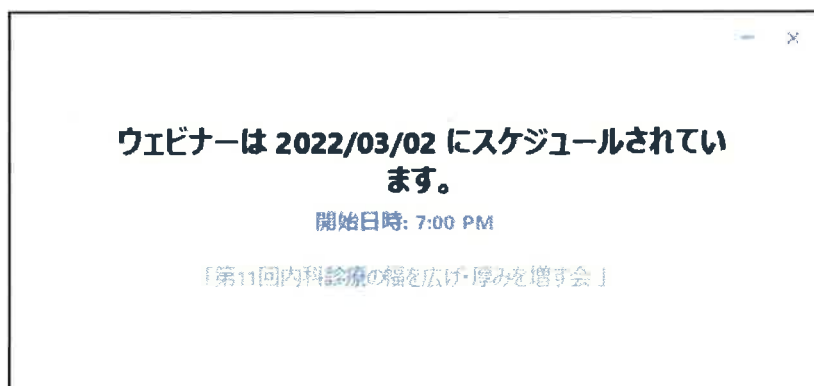 ウェビナーは 2022/03/02 にスケジュールされてい
ます。
開始日時: 7:00 PM
「第11回内科診療の幅を広げ・厚みを増す会」